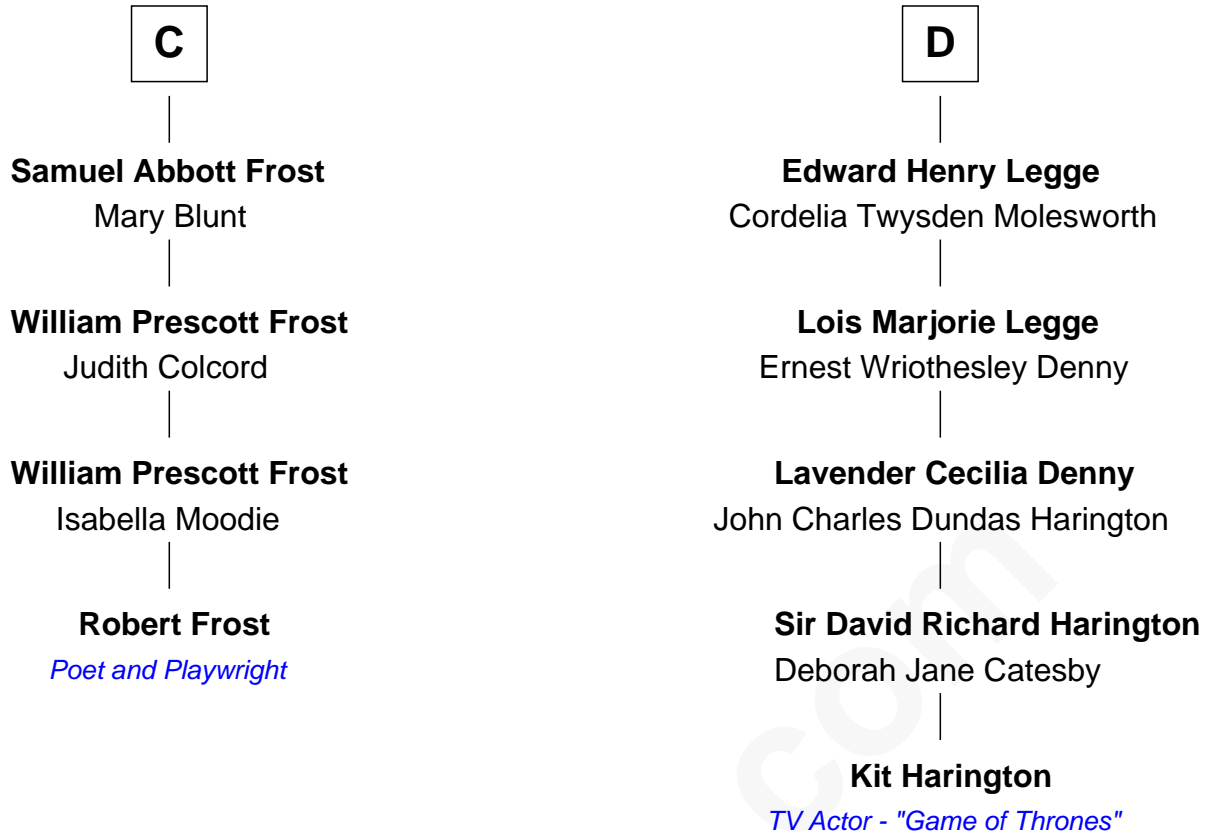 C
Samuel Abbott Frost
Mary Blunt
William Prescott Frost
Judith Colcord
William Prescott Frost
Isabella Moodie
Robert Frost
Poet and Playwright
D
Edward Henry Legge
Cordelia Twysden Molesworth
Lois Marjorie Legge
Ernest Wriothesley Denny
Lavender Cecilia Denny
John Charles Dundas Harington
Sir David Richard Harington
Deborah Jane Catesby
Kit Harington
TV Actor - "Game of Thrones"
com